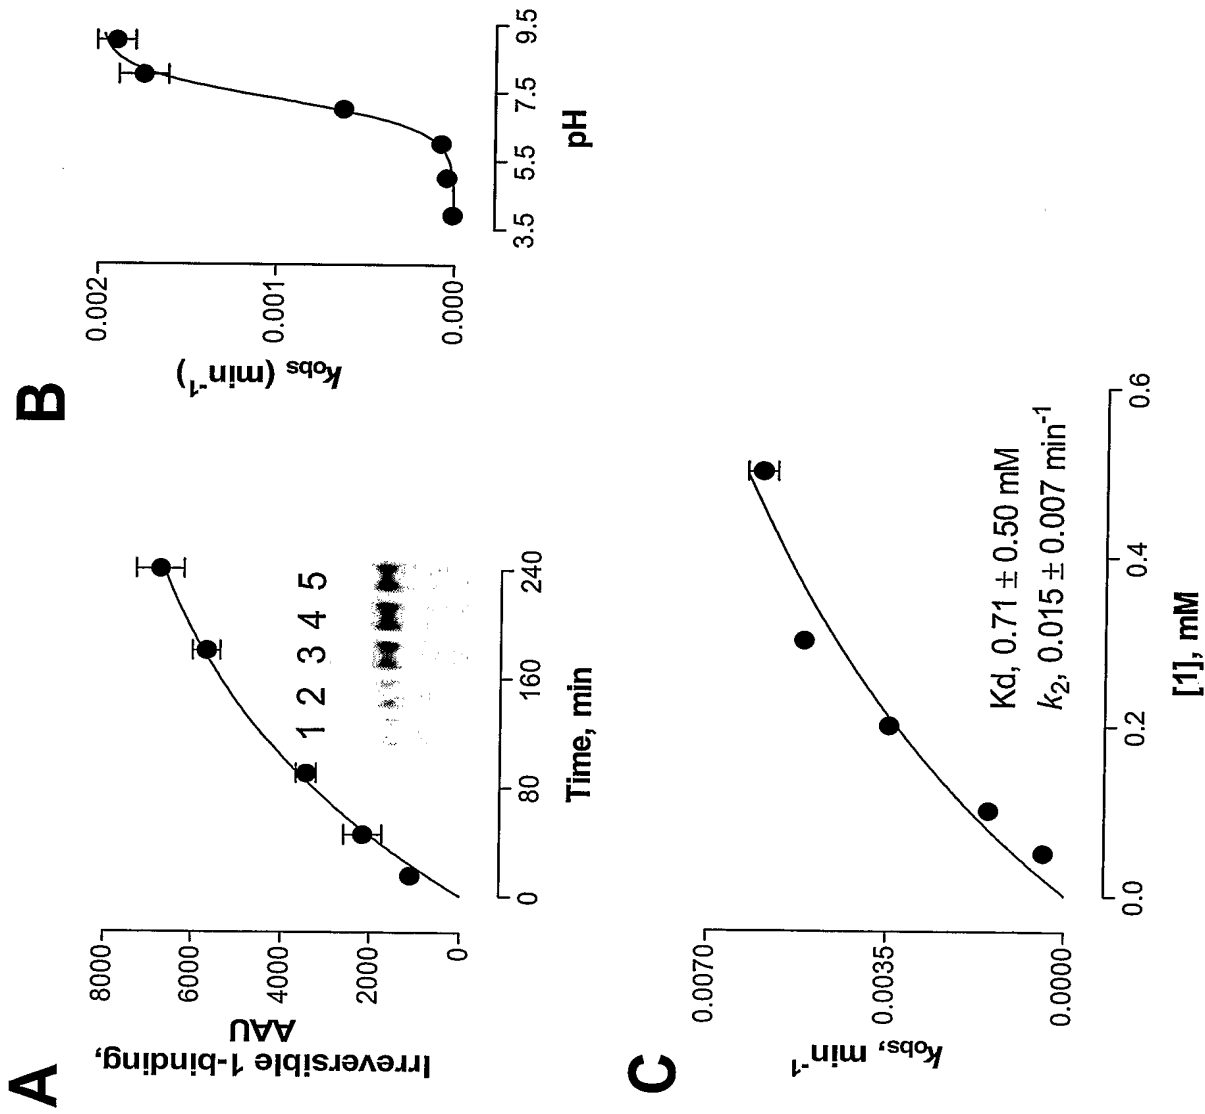 A
Irreversible 1-binding,
AAU
8000
6000
4000
2000
0
1 2 3 4 5
0
80
160
240
Time, min
B
kobs (min-1)
0.002
0.001
0.000
3.5
5.5
7.5
9.5
pH
C
kobs, min-1
0.0070
0.0035
0.0000
Kd, 0.71 ± 0.50 mM
k2, 0.015 ± 0.007 min-1
0.0
0.2
0.4
0.6
[1], mM